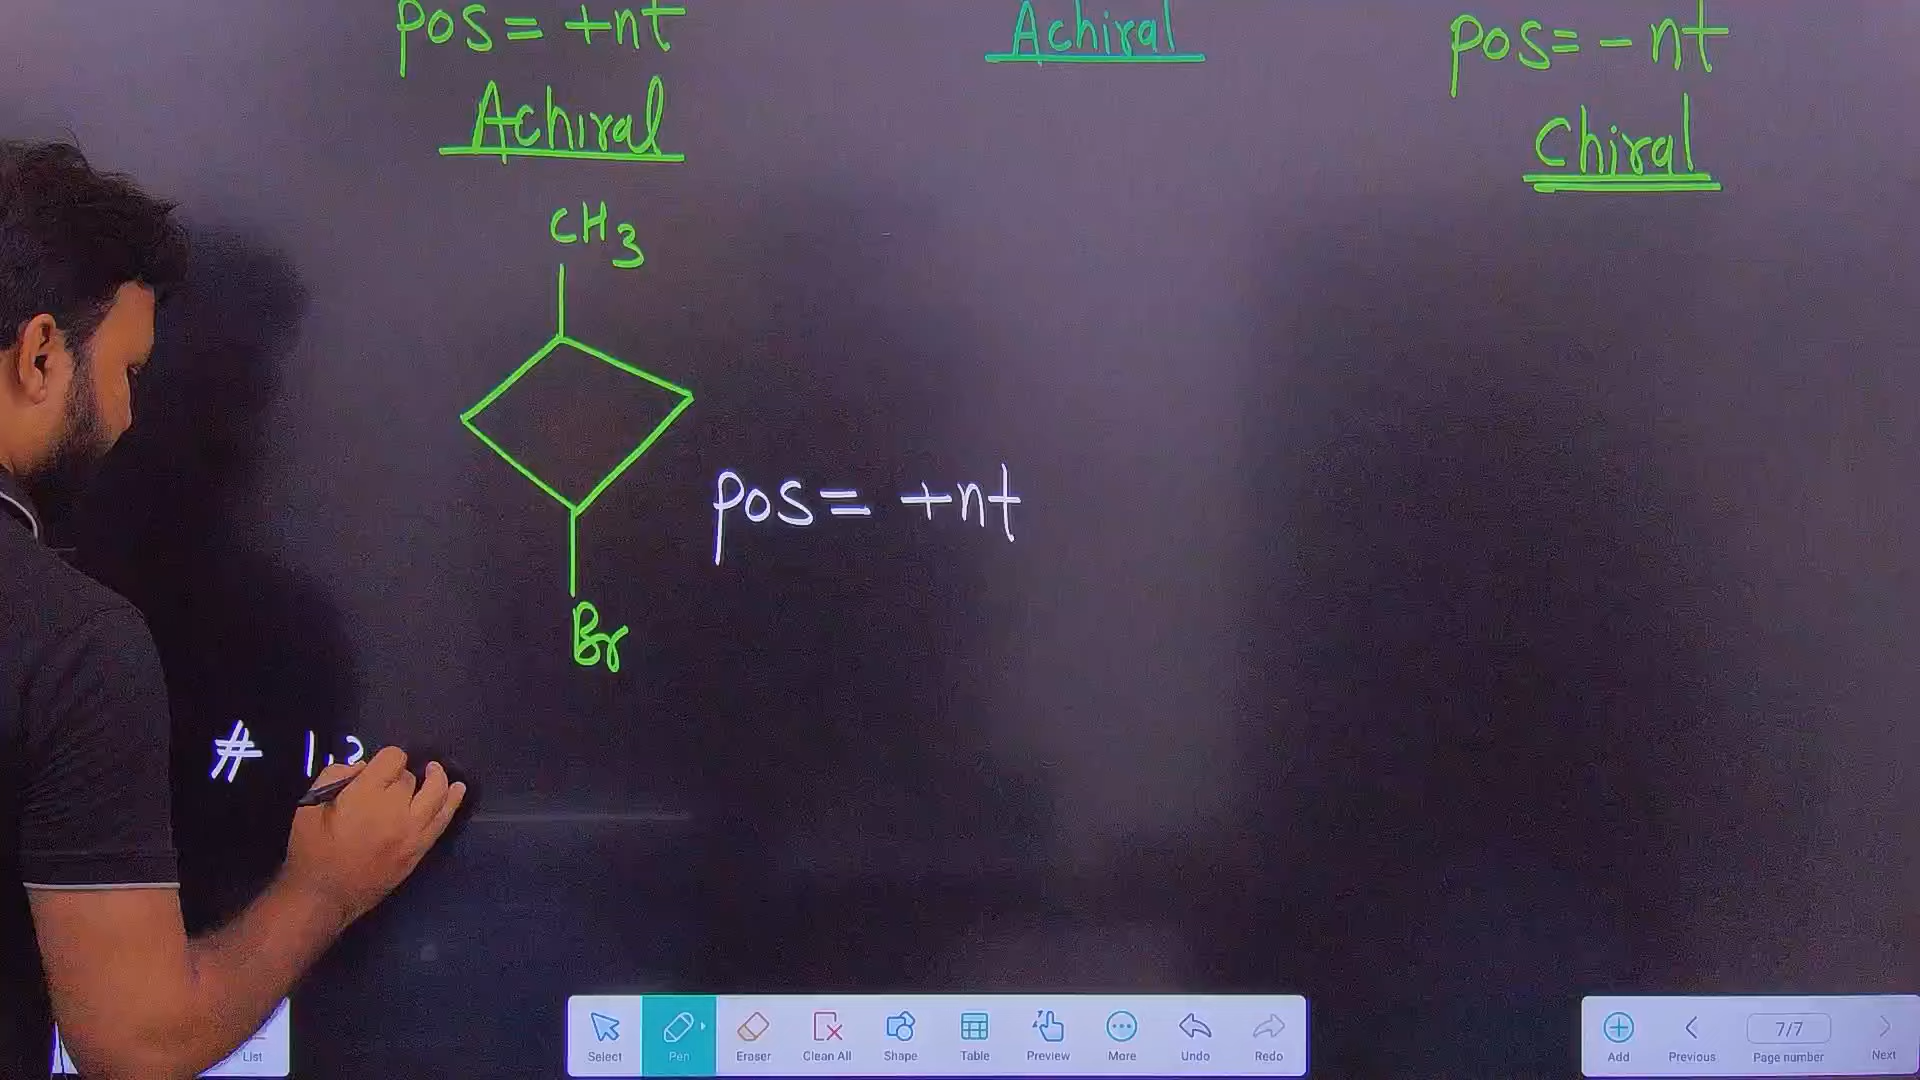 pos = +nt
Achiral
Achiral
pos = -nt
Chiral
CH3
pos = +nt
Br
# 1,3
List
Select
Pen
Eraser
Clean All
Shape
Table
Preview
More
Undo
Redo
Add
Previous
7/7
Page number
Next